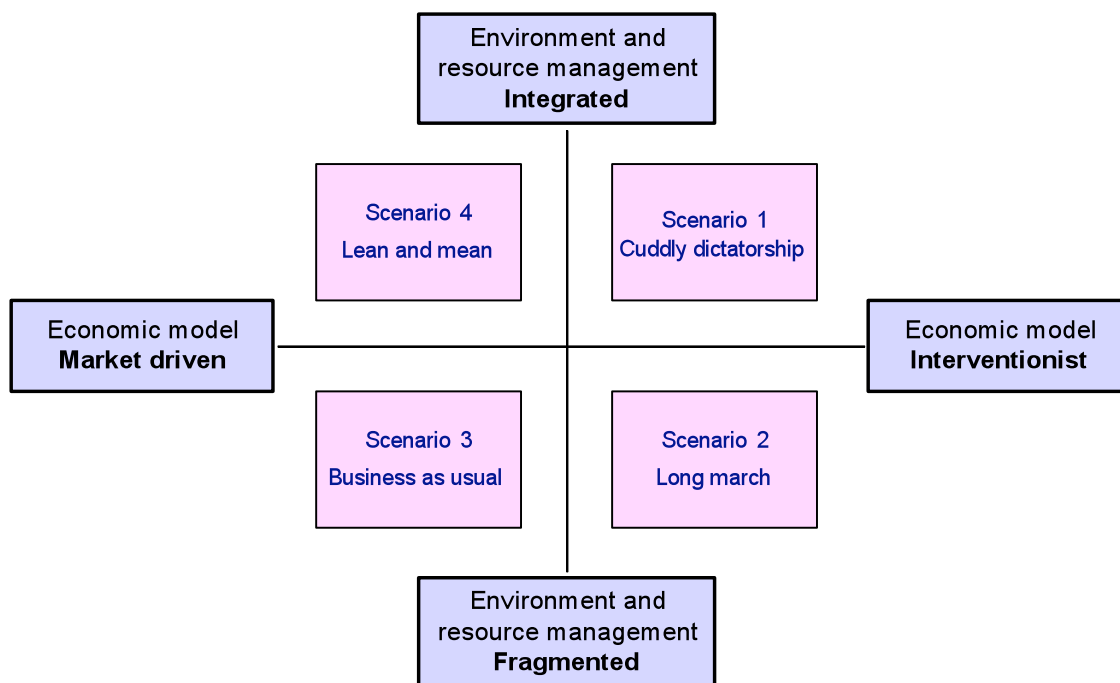 Environment and
resource management
Integrated
Scenario 4
Lean and mean
Scenario 1
Cuddly dictatorship
Economic model
Market driven
Economic model
Interventionist
Scenario 3
Business as usual
Scenario 2
Long march
Environment and
resource management
Fragmented